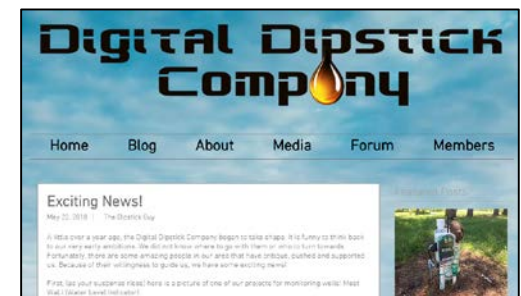 Digital Dipstick
Company
Home Blog About Media Forum Members
Exciting News!
May 22, 2018 | The Dipstick Guy
Featured Posts
A little over a year ago, the Digital Dipstick Company began to take shape. It is funny to think back
to our very early ambitions. We did not know where to go with them or who to turn towards.
Fortunately, there are some amazing people in our area that have pushed and supported
us. Because of their willingness to guide us, we have some exciting news!
First, (as your suspense rises) here is a picture of one of our projects for monitoring wells! Meet
Wali (Water Level Indicator)